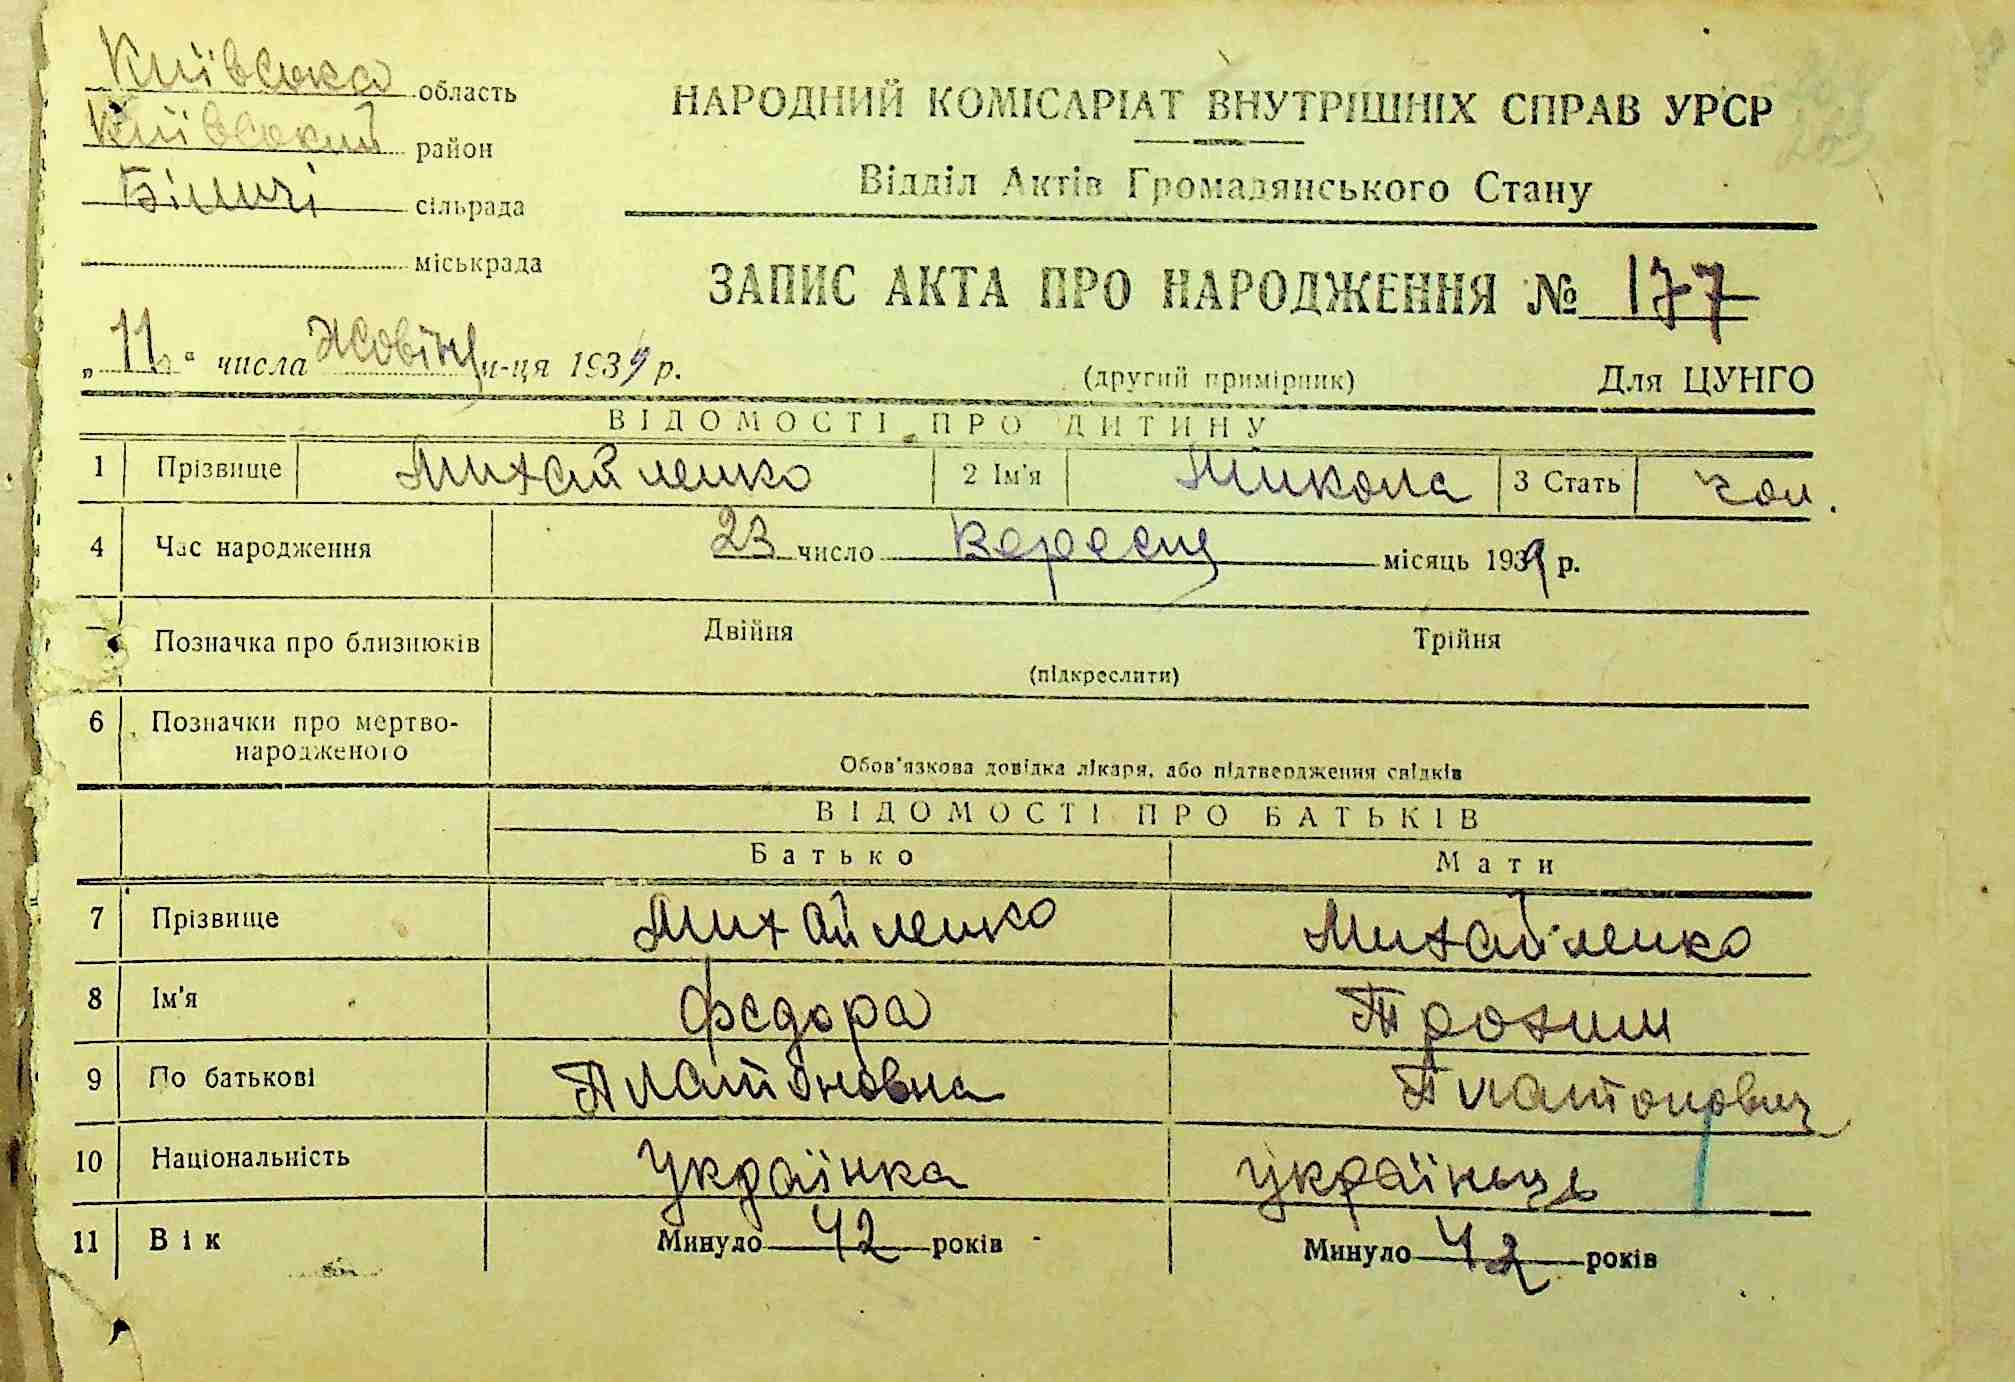 Київська область
Київський район
Біличі сільрада
міськрада
НАРОДНИЙ КОМІСАРІАТ ВНУТРІШНІХ СПРАВ УРСР
Відділ Актів Громадянського Стану
ЗАПИС АКТА ПРО НАРОДЖЕННЯ № 177
„11“ числа Жовтня м-ця 1939 р.
(другий примірник) Для ЦУНГО
ВІДОМОСТІ ПРО ДИТИНУ
1 Прізвище Михайленко 2 Ім'я Микола 3 Стать чол.
4 Час народження 23 число Вересня місяць 1939 р.
Позначка про близнюків Двійня Трійня
(підкреслити)
6 Позначки про мертво-
народженого
Обов'язкова довідка лікаря, або підтвердження свідків
ВІДОМОСТІ ПРО БАТЬКІВ
Батько Мати
7 Прізвище Михайленко Михайленко
8 Ім'я Федора Трохим
9 По батькові Платоновна Платонович
10 Національність Українка Українець
11 Вік Минуло 42 років Минуло 42 років